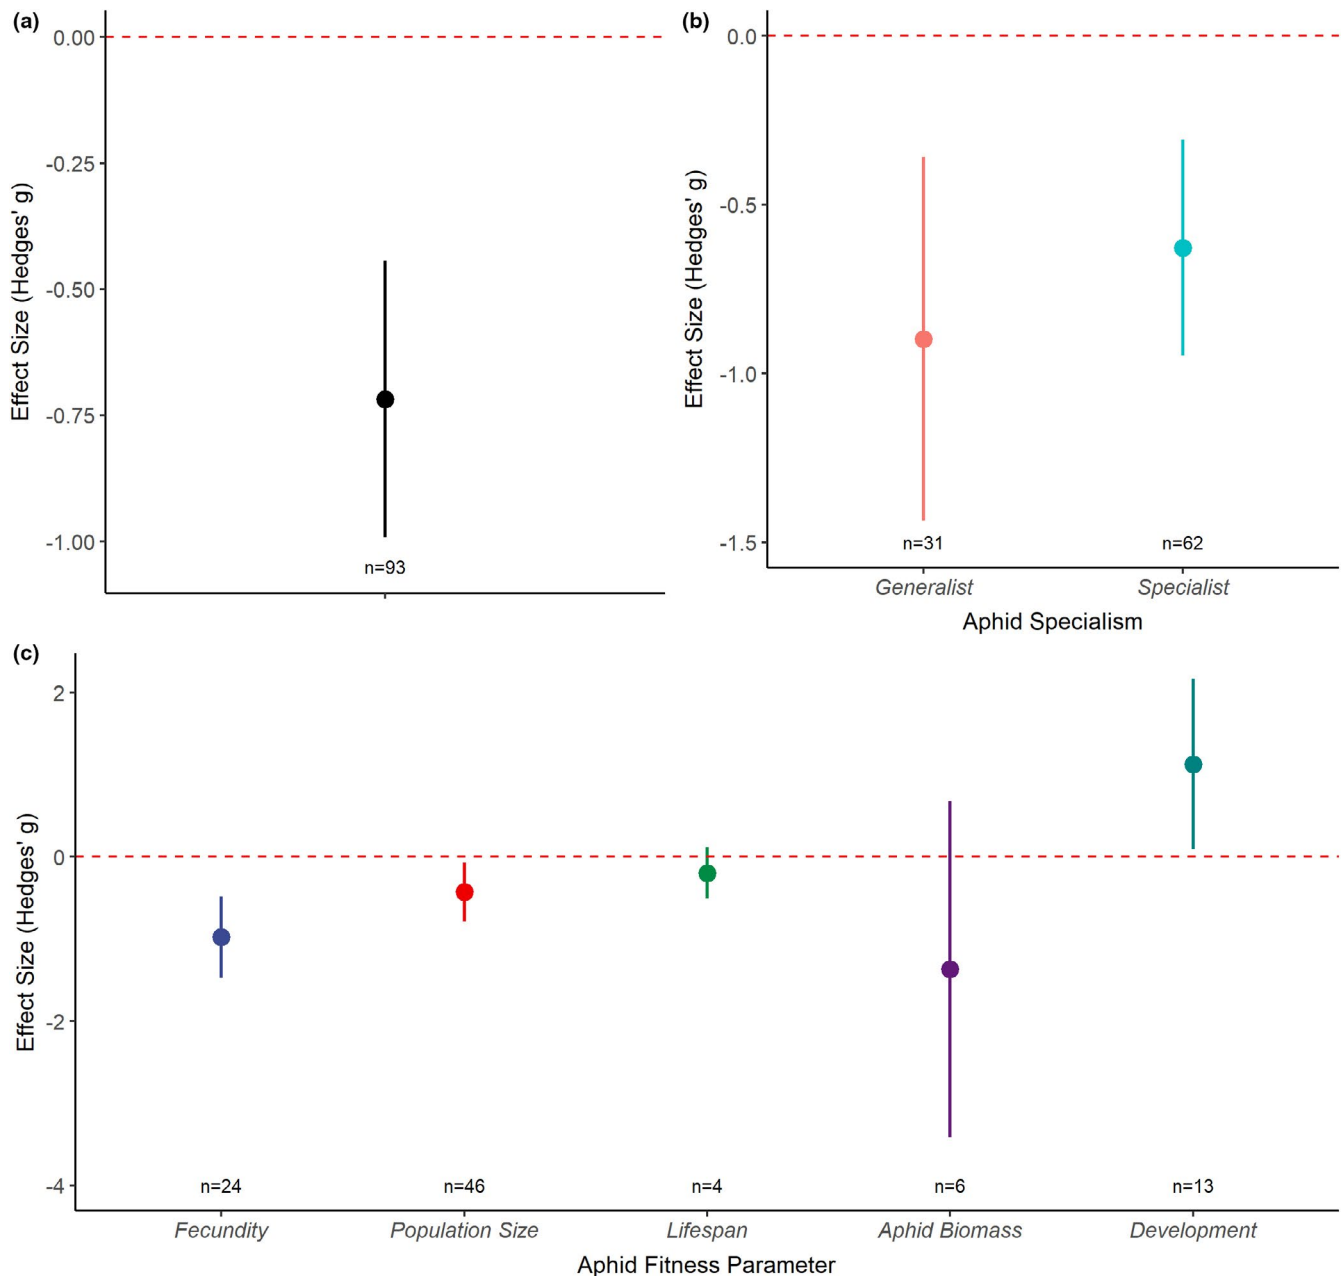 (a)
0.00
-0.25
-0.50
-0.75
-1.00
Effect Size (Hedges' g)
n=93
(b)
0.0
-0.5
-1.0
-1.5
Effect Size (Hedges' g)
n=31
n=62
Generalist
Specialist
Aphid Specialism
(c)
2
0
-2
-4
Effect Size (Hedges' g)
n=24
n=46
n=4
n=6
n=13
Fecundity
Population Size
Lifespan
Aphid Biomass
Development
Aphid Fitness Parameter